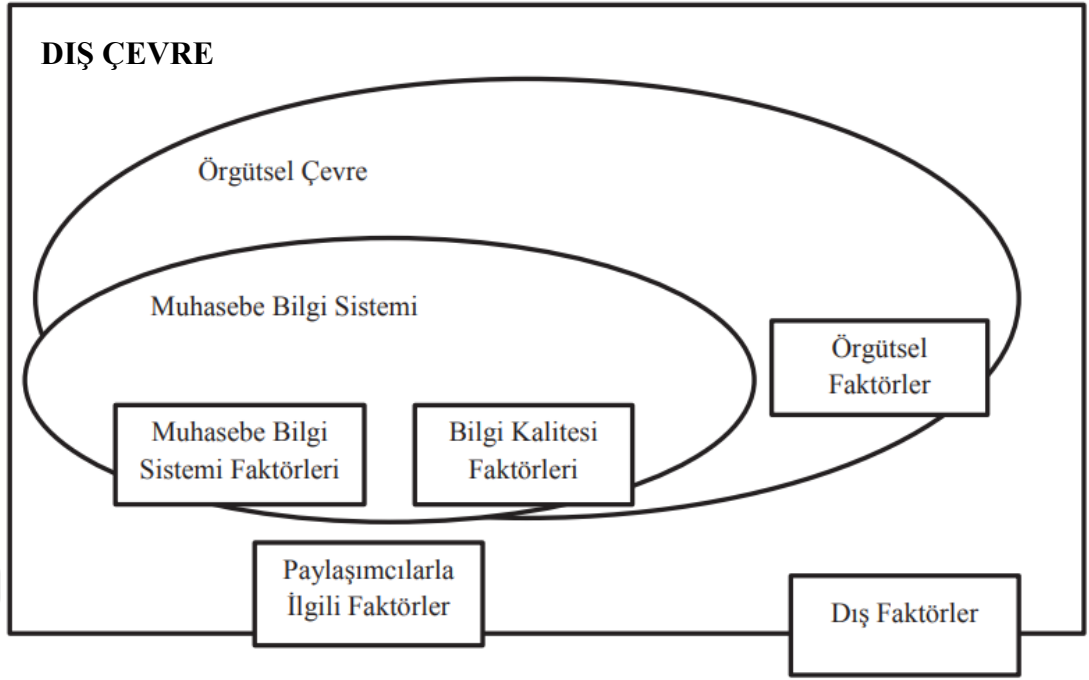 DIŞ ÇEVRE
Örgütsel Çevre
Muhasebe Bilgi Sistemi
Örgütsel
Faktörler
Muhasebe Bilgi
Sistemi Faktörleri
Bilgi Kalitesi
Faktörleri
Paylaşımcılarla
İlgili Faktörler
Dış Faktörler